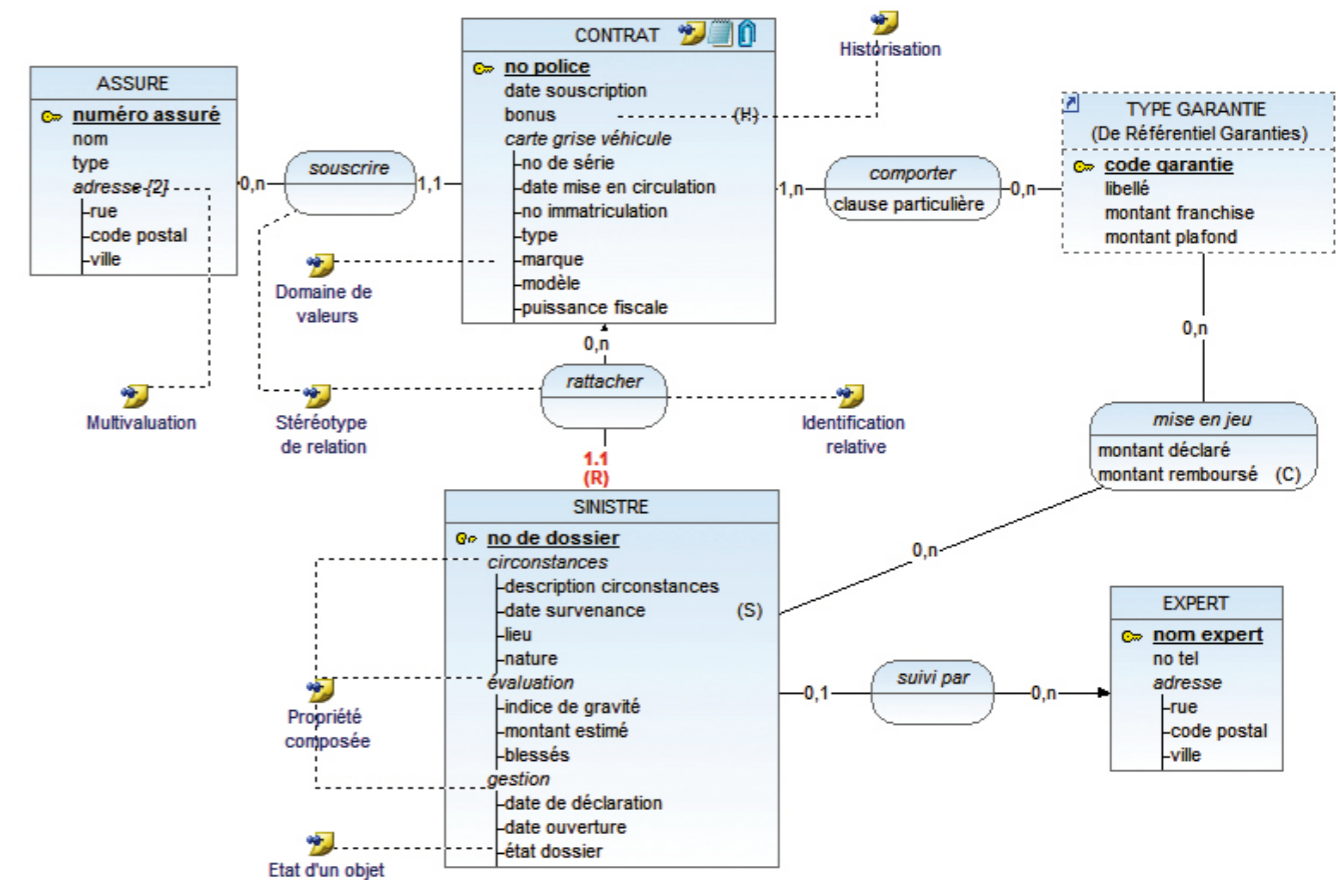 ASSURE
numéro assuré
nom
type
adresse [2]
rue
code postal
ville
0,n
souscrire
1,1
CONTRAT
no police
date souscription
bonus (H)
carte grise véhicule
no de série
date mise en circulation
no immatriculation
type
marque
modèle
puissance fiscale
Historisation
1,n
comporter
clause particulière
0,n
TYPE GARANTIE
(De Référentiel Garanties)
code garantie
libellé
montant franchise
montant plafond
Domaine de
valeurs
Multivaluation
Stéréotype
de relation
0,n
rattacher
1.1
(R)
Identification
relative
0,n
mise en jeu
montant déclaré
montant remboursé (C)
0,n
SINISTRE
no de dossier
circonstances
description circonstances
date survenance (S)
lieu
nature
évaluation
indice de gravité
montant estimé
blessés
gestion
date de déclaration
date ouverture
état dossier
Propriété
composée
Etat d'un objet
0,1
suivi par
0,n
EXPERT
nom expert
no tel
adresse
rue
code postal
ville